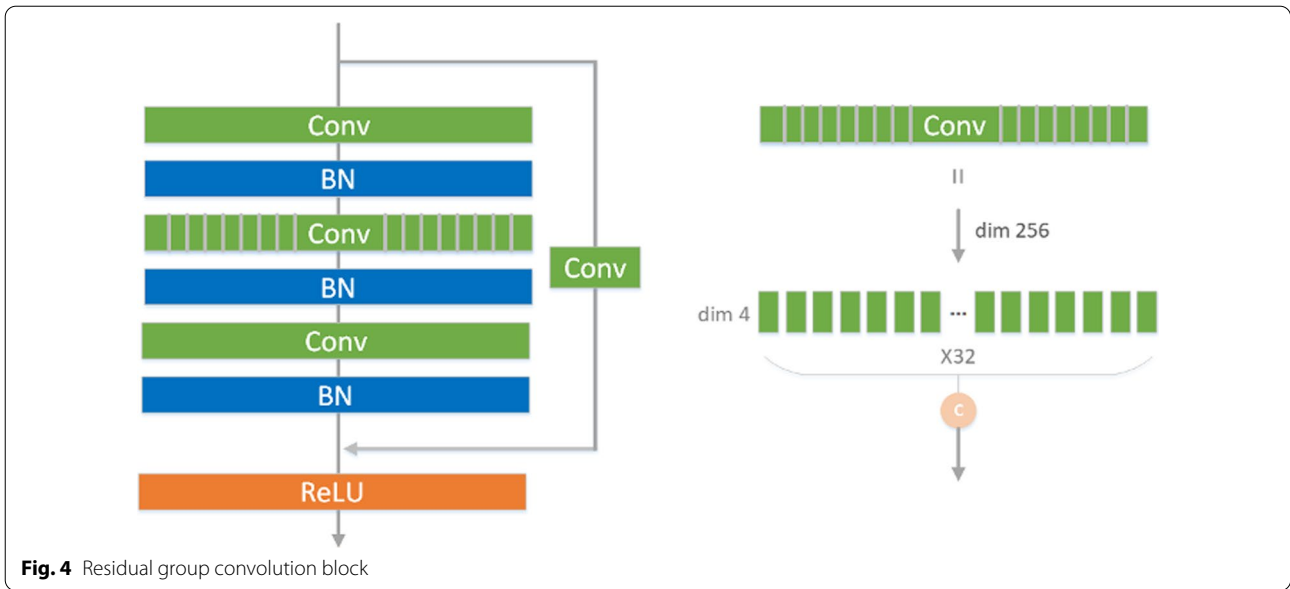 Conv
BN
Conv
BN
Conv
BN
ReLU
Conv
Conv
II
dim 256
dim 4
...
X32
C
Fig. 4 Residual group convolution block